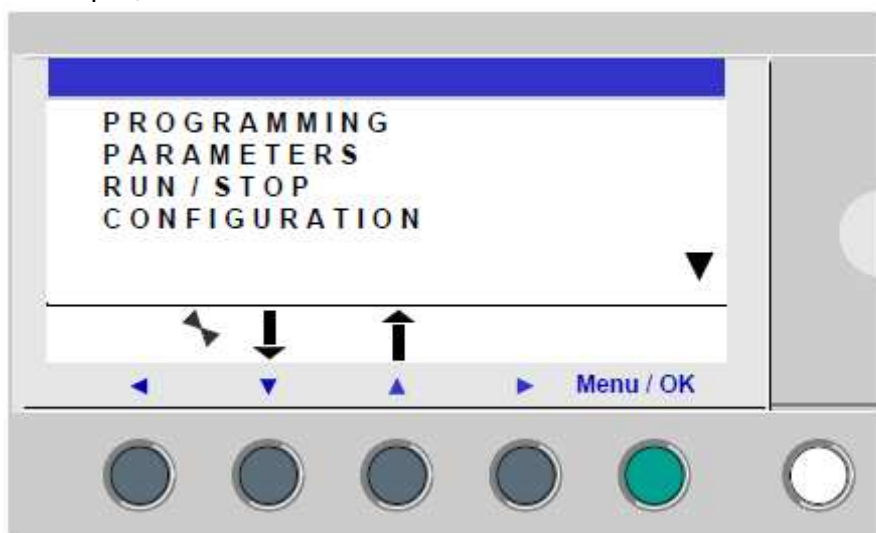 PROGRAMMING
PARAMETERS
RUN / STOP
CONFIGURATION
Menu / OK